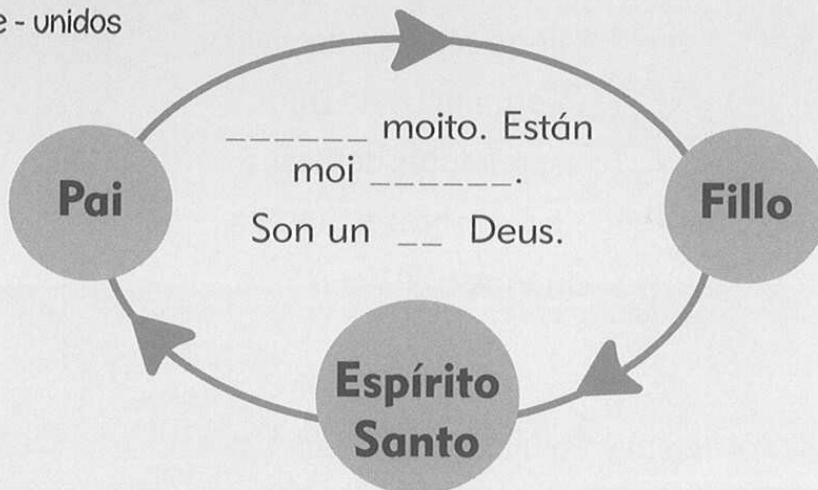 e - unidos
______ moito. Están
moi ______.
Son un __ Deus.
Pai
Fillo
Espírito
Santo